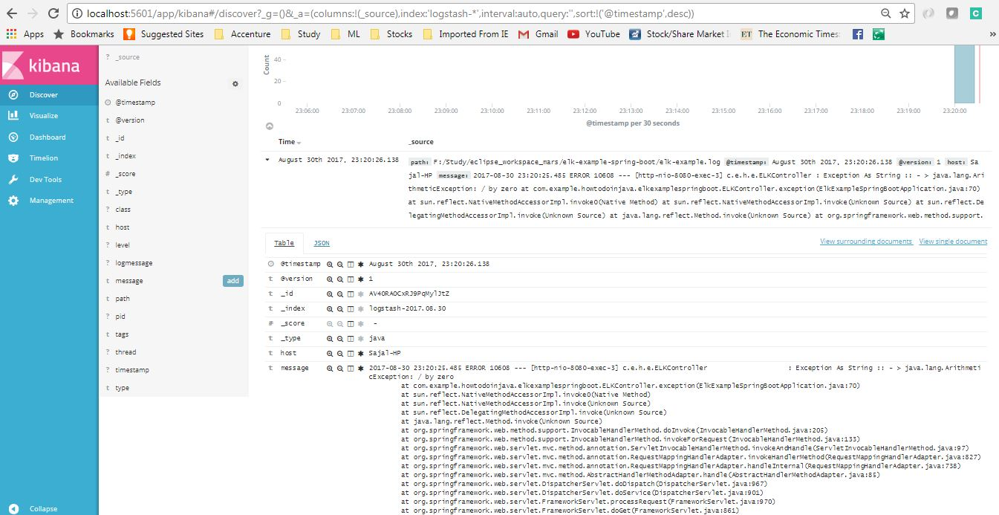 localhost:5601/app/kibana#/discover?_g=()&_a=(columns:!(_source),index:'logstash-*',interval:auto,query:'',sort:!('@timestamp',desc))
Apps Bookmarks Suggested Sites Accenture Study ML Stocks Imported From IE Gmail YouTube Stock/Share Market I ET The Economic Times: »
kibana
Discover
Visualize
Dashboard
Timelion
Dev Tools
Management
Collapse
? _source
Available Fields
@timestamp
t @version
t _id
t _index
# _score
t _type
? class
t host
? level
? logmessage
t message add
t path
? pid
t tags
? thread
? timestamp
t type
Count
40
20
0
23:06:00 23:07:00 23:08:00 23:09:00 23:10:00 23:11:00 23:12:00 23:13:00 23:14:00 23:15:00 23:16:00 23:17:00 23:18:00 23:19:00 23:20:00
@timestamp per 30 seconds
Time _source
August 30th 2017, 23:20:26.138 path: F:/Study/eclipse_workspace_mars/elk-example-spring-boot/elk-example.log @timestamp: August 30th 2017, 23:20:26.138 @version: 1 host: Sa
jal-HP message: 2017-08-30 23:20:25.485 ERROR 10608 --- [http-nio-8080-exec-3] c.e.h.e.ELKController : Exception As String :: - > java.lang.Ari
thmeticException: / by zero at com.example.howtodoinjava.elkexamplespringboot.ELKController.exception(ElkExampleSpringBootApplication.java:70)
at sun.reflect.NativeMethodAccessorImpl.invoke0(Native Method) at sun.reflect.NativeMethodAccessorImpl.invoke(Unknown Source) at sun.reflect.De
legatingMethodAccessorImpl.invoke(Unknown Source) at java.lang.reflect.Method.invoke(Unknown Source) at org.springframework.web.method.support.
Table JSON View surrounding documents View single document
@timestamp August 30th 2017, 23:20:26.138
t @version 1
t _id AV40RAOCxRJ9PqMylJtZ
t _index logstash-2017.08.30
# _score -
t _type java
t host Sajal-HP
t message 2017-08-30 23:20:25.485 ERROR 10608 --- [http-nio-8080-exec-3] c.e.h.e.ELKController : Exception As String :: - > java.lang.Arithmeti
cException: / by zero
at com.example.howtodoinjava.elkexamplespringboot.ELKController.exception(ElkExampleSpringBootApplication.java:70)
at sun.reflect.NativeMethodAccessorImpl.invoke0(Native Method)
at sun.reflect.NativeMethodAccessorImpl.invoke(Unknown Source)
at sun.reflect.DelegatingMethodAccessorImpl.invoke(Unknown Source)
at java.lang.reflect.Method.invoke(Unknown Source)
at org.springframework.web.method.support.InvocableHandlerMethod.doInvoke(InvocableHandlerMethod.java:205)
at org.springframework.web.method.support.InvocableHandlerMethod.invokeForRequest(InvocableHandlerMethod.java:133)
at org.springframework.web.servlet.mvc.method.annotation.ServletInvocableHandlerMethod.invokeAndHandle(ServletInvocableHandlerMethod.java:97)
at org.springframework.web.servlet.mvc.method.annotation.RequestMappingHandlerAdapter.invokeHandlerMethod(RequestMappingHandlerAdapter.java:827)
at org.springframework.web.servlet.mvc.method.annotation.RequestMappingHandlerAdapter.handleInternal(RequestMappingHandlerAdapter.java:738)
at org.springframework.web.servlet.mvc.method.AbstractHandlerMethodAdapter.handle(AbstractHandlerMethodAdapter.java:85)
at org.springframework.web.servlet.DispatcherServlet.doDispatch(DispatcherServlet.java:967)
at org.springframework.web.servlet.DispatcherServlet.doService(DispatcherServlet.java:901)
at org.springframework.web.servlet.FrameworkServlet.processRequest(FrameworkServlet.java:970)
at org.springframework.web.servlet.FrameworkServlet.doGet(FrameworkServlet.java:861)